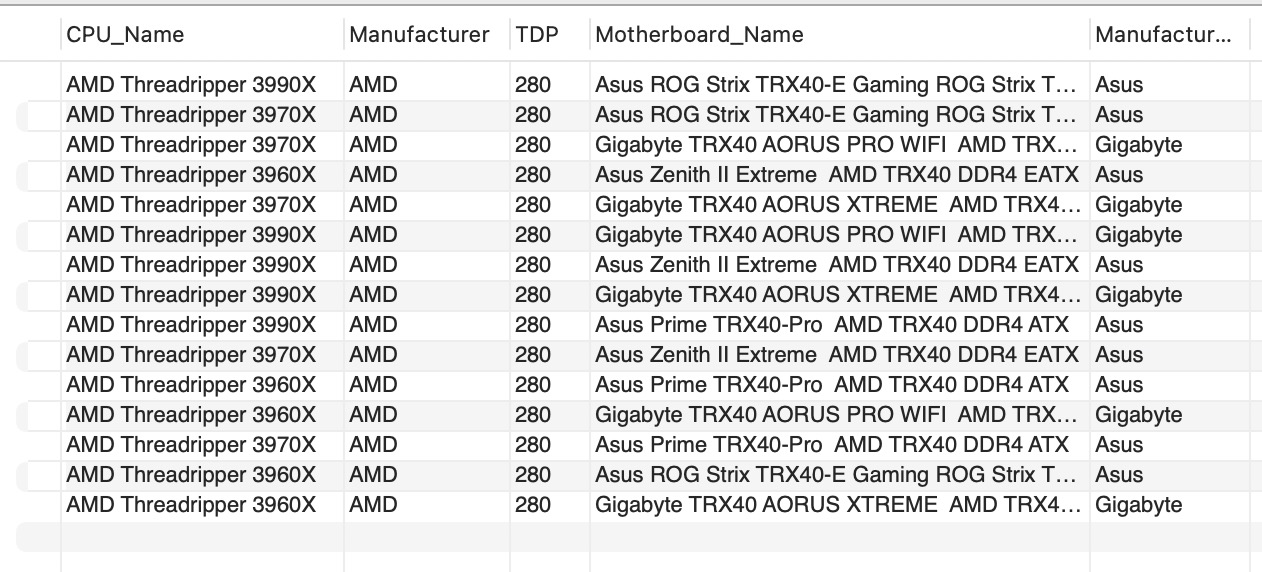 CPU_Name Manufacturer TDP Motherboard_Name Manufactur...
AMD Threadripper 3990X AMD 280 Asus ROG Strix TRX40-E Gaming ROG Strix T... Asus
AMD Threadripper 3970X AMD 280 Asus ROG Strix TRX40-E Gaming ROG Strix T... Asus
AMD Threadripper 3970X AMD 280 Gigabyte TRX40 AORUS PRO WIFI  AMD TRX... Gigabyte
AMD Threadripper 3960X AMD 280 Asus Zenith II Extreme  AMD TRX40 DDR4 EATX Asus
AMD Threadripper 3970X AMD 280 Gigabyte TRX40 AORUS XTREME  AMD TRX4... Gigabyte
AMD Threadripper 3990X AMD 280 Gigabyte TRX40 AORUS PRO WIFI  AMD TRX... Gigabyte
AMD Threadripper 3990X AMD 280 Asus Zenith II Extreme  AMD TRX40 DDR4 EATX Asus
AMD Threadripper 3990X AMD 280 Gigabyte TRX40 AORUS XTREME  AMD TRX4... Gigabyte
AMD Threadripper 3990X AMD 280 Asus Prime TRX40-Pro  AMD TRX40 DDR4 ATX Asus
AMD Threadripper 3970X AMD 280 Asus Zenith II Extreme  AMD TRX40 DDR4 EATX Asus
AMD Threadripper 3960X AMD 280 Asus Prime TRX40-Pro  AMD TRX40 DDR4 ATX Asus
AMD Threadripper 3960X AMD 280 Gigabyte TRX40 AORUS PRO WIFI  AMD TRX... Gigabyte
AMD Threadripper 3970X AMD 280 Asus Prime TRX40-Pro  AMD TRX40 DDR4 ATX Asus
AMD Threadripper 3960X AMD 280 Asus ROG Strix TRX40-E Gaming ROG Strix T... Asus
AMD Threadripper 3960X AMD 280 Gigabyte TRX40 AORUS XTREME  AMD TRX4... Gigabyte